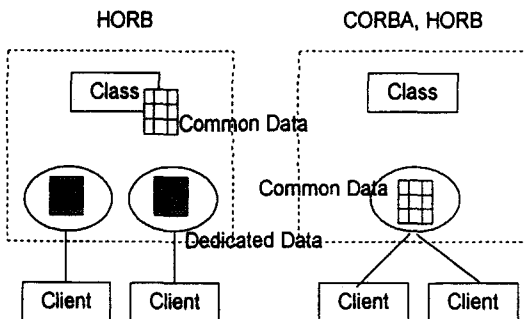 HORB
CORBA, HORB
Class
Common Data
Class
Common Data
Dedicated Data
Client
Client
Client
Client